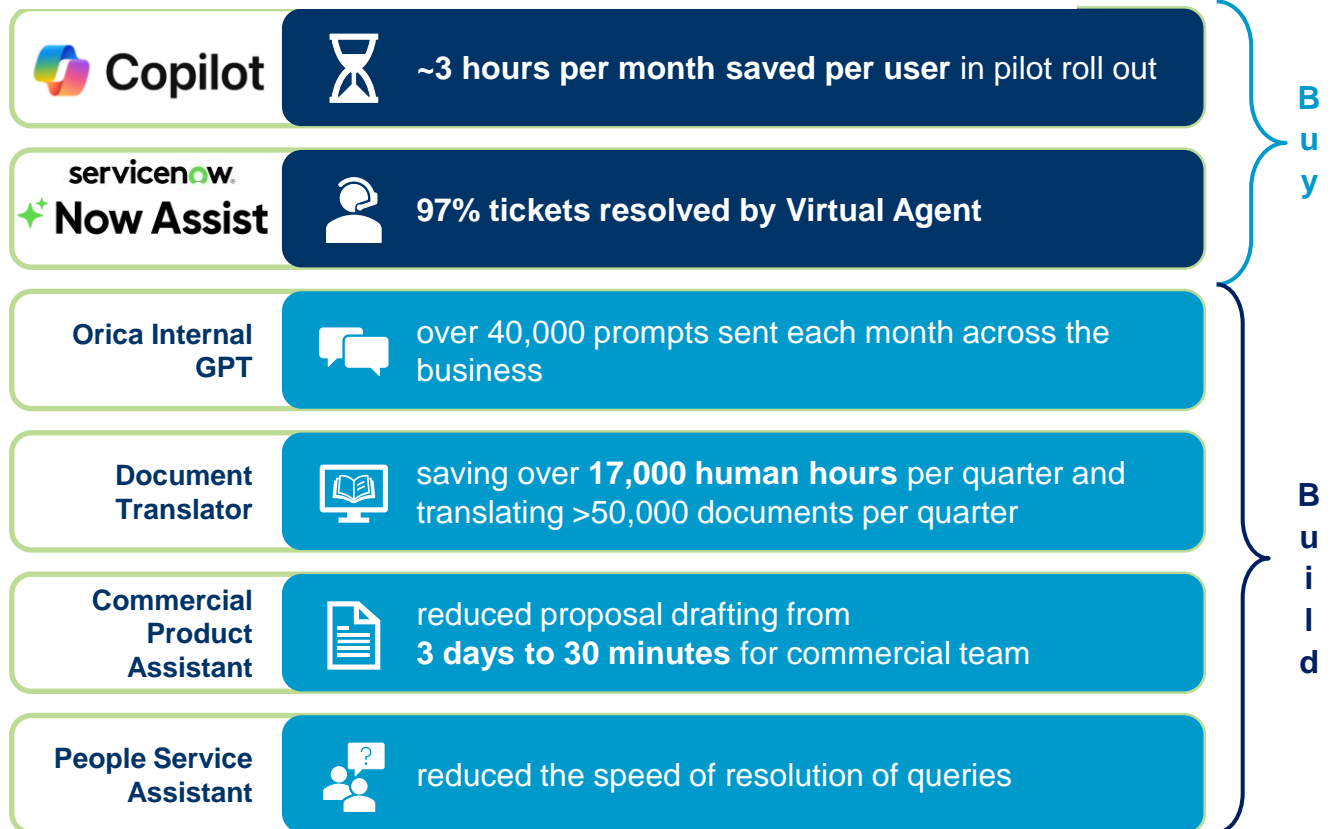 Copilot
~3 hours per month saved per user in pilot roll out
servicenow.
Now Assist
97% tickets resolved by Virtual Agent
Buy
Orica Internal
GPT
over 40,000 prompts sent each month across the
business
Document
Translator
saving over 17,000 human hours per quarter and
translating >50,000 documents per quarter
Commercial
Product
Assistant
reduced proposal drafting from
3 days to 30 minutes for commercial team
People Service
Assistant
?
reduced the speed of resolution of queries
Build